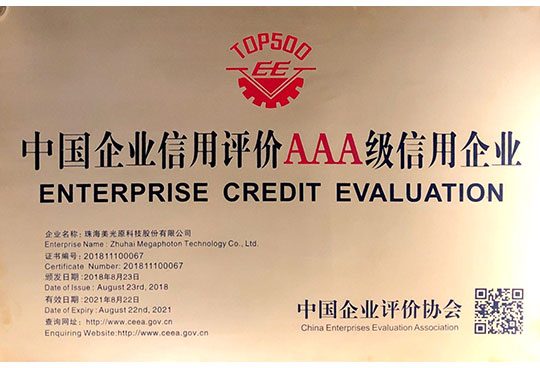 TOP500
EE
中国企业信用评价AAA级信用企业
ENTERPRISE CREDIT EVALUATION
企业名称: 珠海美光原科技股份有限公司
Enterprise Name : Zhuhai Megaphoton Technology Co., Ltd.
证书编号: 201811100067
Certificate Number: 201811100067
颁发日期: 2018年8月23日
Date of Issue : August 23rd, 2018
有效日期: 2021年8月22日
Date of Expiry : August 22nd, 2021
查询网址: http://www.ceea.gov.cn
Enquiring Website:http://www.ceea.gov.cn
中国企业评价协会
China Enterprises Evaluation Association